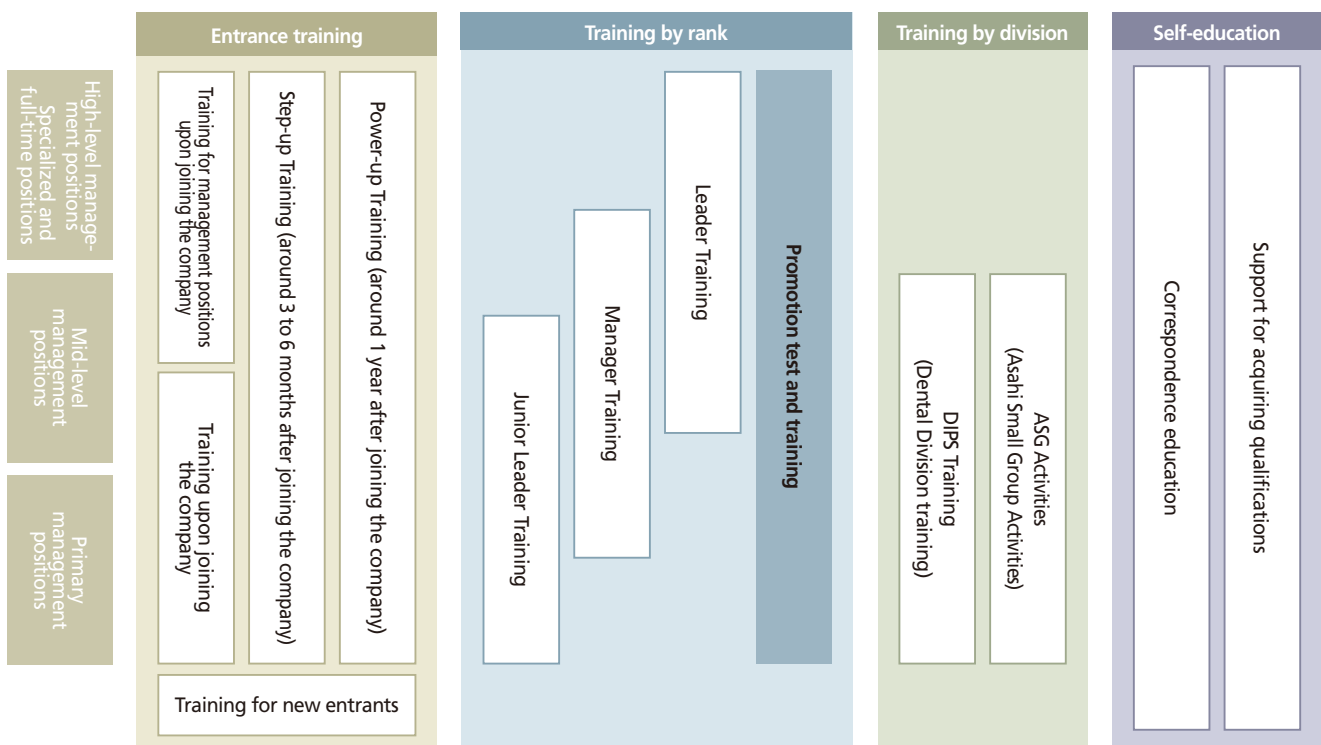 Entrance training
Training by rank
Training by division
Self-education
High-level manage-
ment positions
Specialized and
full-time positions
Mid-level
management
positions
Primary
management
positions
Training for management positions
upon joining the company
Training upon joining
the company
Step-up Training (around 3 to 6 months after joining the company)
Power-up Training (around 1 year after joining the company)
Training for new entrants
Junior Leader Training
Manager Training
Leader Training
Promotion test and training
DIPS Training
(Dental Division training)
ASG Activities
(Asahi Small Group Activities)
Correspondence education
Support for acquiring qualifications